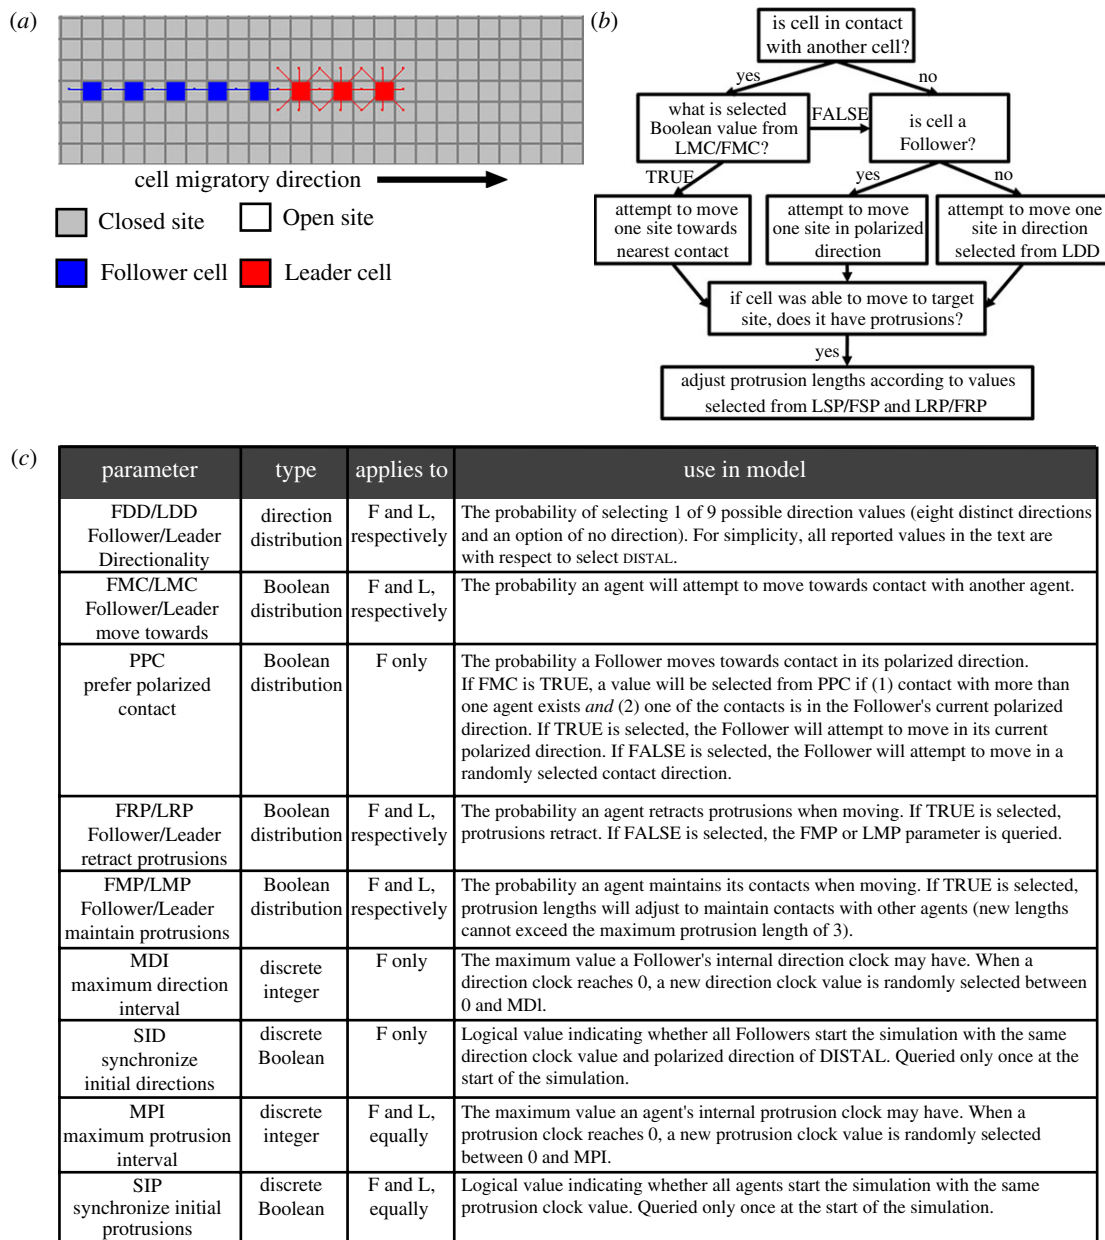 (a)
cell migratory direction
Closed site
Open site
Follower cell
Leader cell
(b)
is cell in contact
with another cell?
yes
no
what is selected
Boolean value from
LMC/FMC?
FALSE
is cell a
Follower?
TRUE
yes
no
attempt to move
one site towards
nearest contact
attempt to move
one site in polarized
direction
attempt to move one
site in direction
selected from LDD
if cell was able to move to target
site, does it have protrusions?
yes
adjust protrusion lengths according to values
selected from LSP/FSP and LRP/FRP
(c)
parameter
type
applies to
use in model
FDD/LDD
Follower/Leader
Directionality
direction
distribution
F and L,
respectively
The probability of selecting 1 of 9 possible direction values (eight distinct directions
and an option of no direction). For simplicity, all reported values in the text are
with respect to select DISTAL.
FMC/LMC
Follower/Leader
move towards
Boolean
distribution
F and L,
respectively
The probability an agent will attempt to move towards contact with another agent.
PPC
prefer polarized
contact
Boolean
distribution
F only
The probability a Follower moves towards contact in its polarized direction.
If FMC is TRUE, a value will be selected from PPC if (1) contact with more than
one agent exists and (2) one of the contacts is in the Follower's current polarized
direction. If TRUE is selected, the Follower will attempt to move in its current
polarized direction. If FALSE is selected, the Follower will attempt to move in a
randomly selected contact direction.
FRP/LRP
Follower/Leader
retract protrusions
Boolean
distribution
F and L,
respectively
The probability an agent retracts protrusions when moving. If TRUE is selected,
protrusions retract. If FALSE is selected, the FMP or LMP parameter is queried.
FMP/LMP
Follower/Leader
maintain protrusions
Boolean
distribution
F and L,
respectively
The probability an agent maintains its contacts when moving. If TRUE is selected,
protrusion lengths will adjust to maintain contacts with other agents (new lengths
cannot exceed the maximum protrusion length of 3).
MDI
maximum direction
interval
discrete
integer
F only
The maximum value a Follower's internal direction clock may have. When a
direction clock reaches 0, a new direction clock value is randomly selected between
0 and MDl.
SID
synchronize
initial directions
discrete
Boolean
F only
Logical value indicating whether all Followers start the simulation with the same
direction clock value and polarized direction of DISTAL. Queried only once at the
start of the simulation.
MPI
maximum protrusion
interval
discrete
integer
F and L,
equally
The maximum value an agent's internal protrusion clock may have. When a
protrusion clock reaches 0, a new protrusion clock value is randomly selected
between 0 and MPI.
SIP
synchronize initial
protrusions
discrete
Boolean
F and L,
equally
Logical value indicating whether all agents start the simulation with the same
protrusion clock value. Queried only once at the start of the simulation.